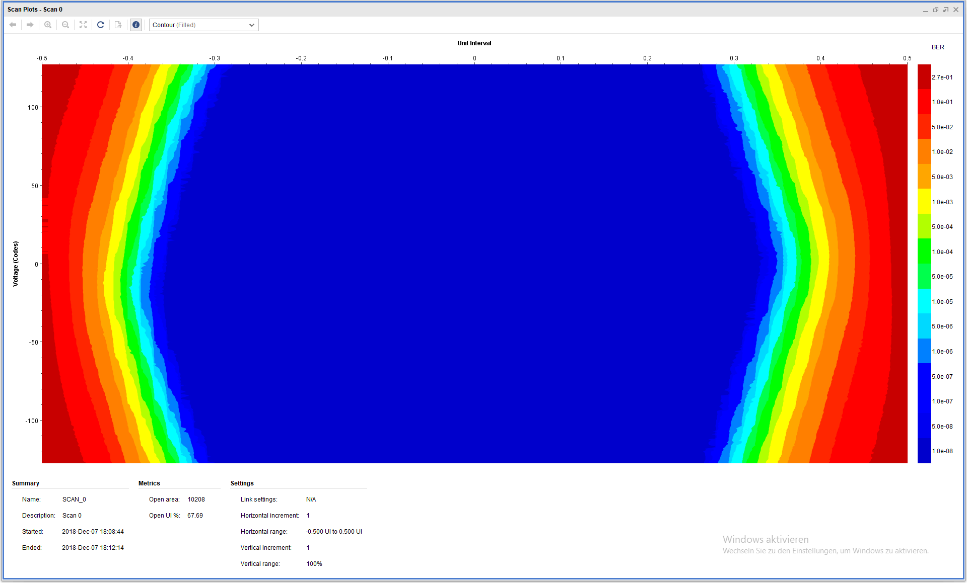 Scan Plots - Scan 0
Contour (Filled)
Unit Interval
-0.5 -0.4 -0.3 -0.2 -0.1 0 0.1 0.2 0.3 0.4 0.5
BER
Voltage (Codes)
100
50
0
-50
-100
2.7e-01
1.0e-01
5.0e-02
1.0e-02
5.0e-03
1.0e-03
5.0e-04
1.0e-04
5.0e-05
1.0e-05
5.0e-06
1.0e-06
5.0e-07
1.0e-07
5.0e-08
1.0e-08
Summary
Name: SCAN_0
Description: Scan 0
Started: 2018-Dec-07 18:08:44
Ended: 2018-Dec-07 18:12:14
Metrics
Open area: 10208
Open UI %: 57.69
Settings
Link settings: N/A
Horizontal increment: 1
Horizontal range: -0.500 UI to 0.500 UI
Vertical increment: 1
Vertical range: 100%
Windows aktivieren
Wechseln Sie zu den Einstellungen, um Windows zu aktivieren.